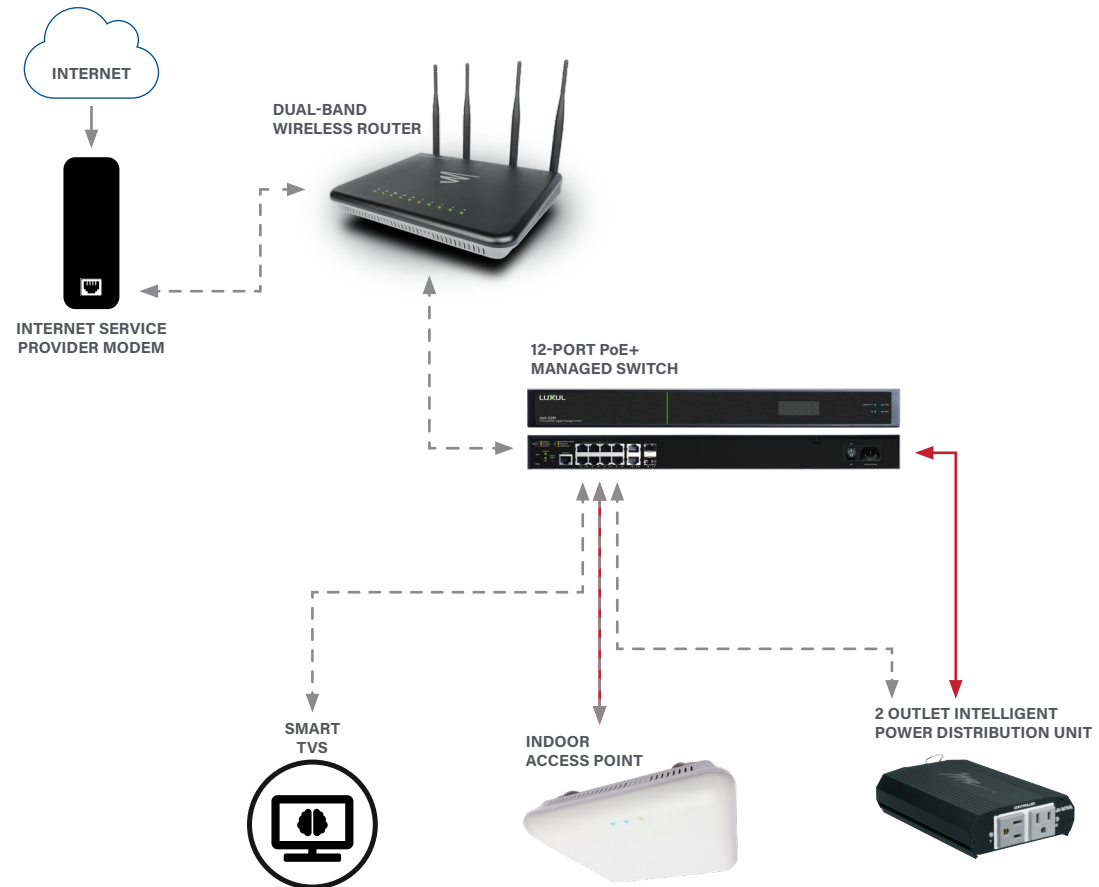 INTERNET
DUAL-BAND
WIRELESS ROUTER
INTERNET SERVICE
PROVIDER MODEM
12-PORT PoE+
MANAGED SWITCH
LUXUL
SMART
TVS
INDOOR
ACCESS POINT
2 OUTLET INTELLIGENT
POWER DISTRIBUTION UNIT